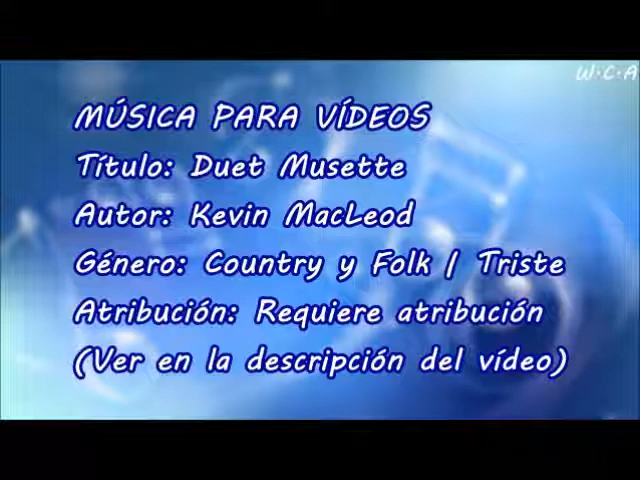 W.C.A
MÚSICA PARA VÍDEOS
Título: Duet Musette
Autor: Kevin MacLeod
Género: Country y Folk | Triste
Atribución: Requiere atribución
(Ver en la descripción del vídeo)